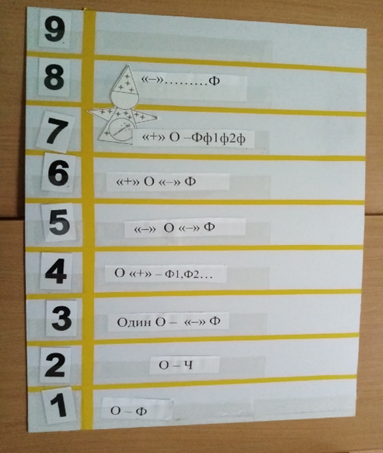 9
8 «–»………Ф
7 «+» О –Фф1ф2ф
6 «+» О «–» Ф
5 «–» О «–» Ф
4 О «+» – Ф1,Ф2…
3 Один О – «–» Ф
2 О – Ч
1 О – Ф